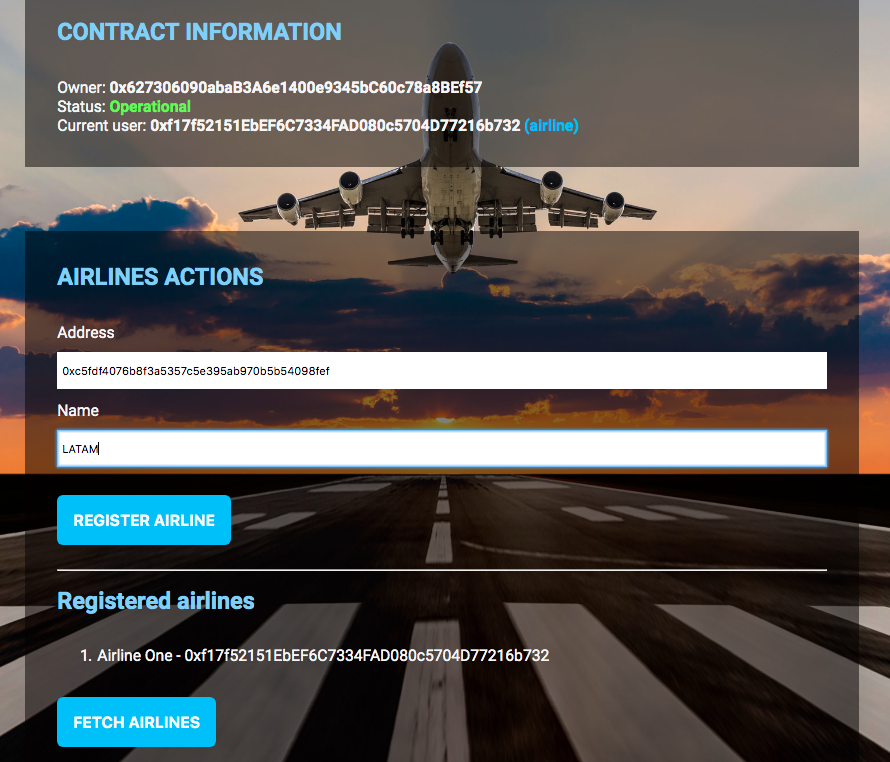 CONTRACT INFORMATION
Owner: 0x627306090abaB3A6e1400e9345bC60c78a8BEf57
Status: Operational
Current user: 0xf17f52151EbEF6C7334FAD080c5704D77216b732 (airline)
AIRLINES ACTIONS
Address
0xc5fdf4076b8f3a5357c5e395ab970b5b54098fef
Name
LATAM
REGISTER AIRLINE
Registered airlines
1. Airline One - 0xf17f52151EbEF6C7334FAD080c5704D77216b732
FETCH AIRLINES